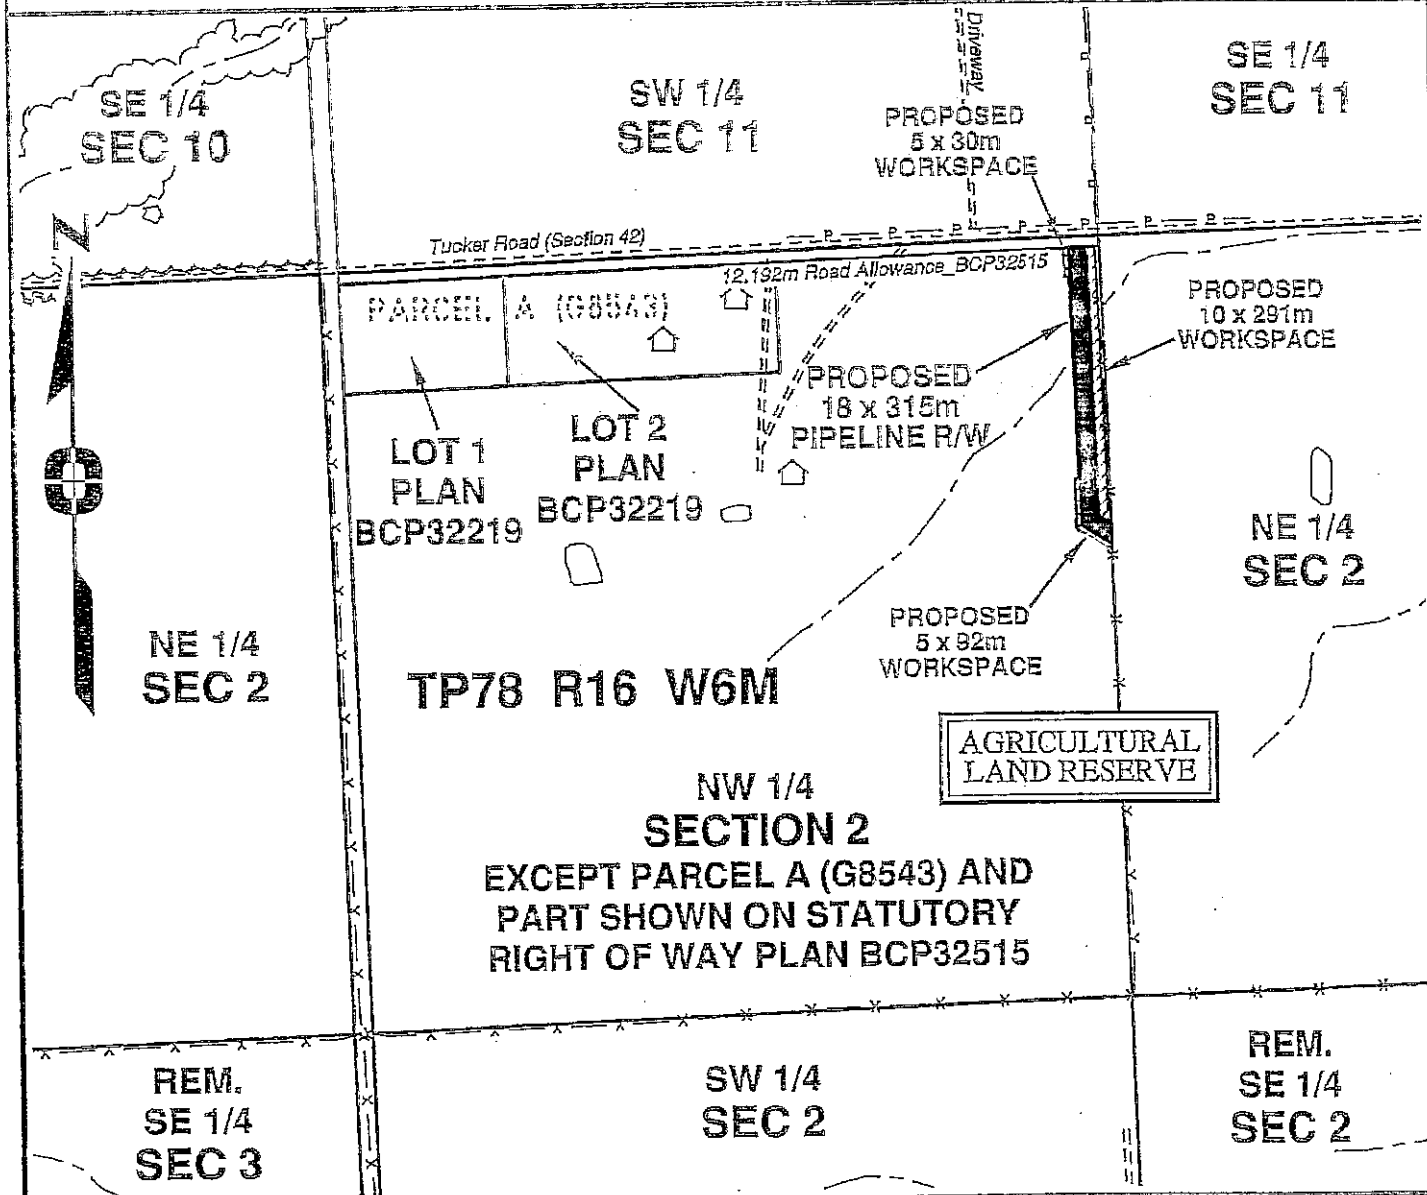 SE 1/4
SEC 10
SW 1/4
SEC 11
Driveway
PROPOSED
5 x 30m
WORKSPACE
SE 1/4
SEC 11
N
Tucker Road (Section 42)
12.192m Road Allowance BCP32515
PARCEL A (G8543)
PROPOSED
10 x 291m
WORKSPACE
PROPOSED
18 x 315m
PIPELINE R/W
LOT 1
PLAN
BCP32219
LOT 2
PLAN
BCP32219
NE 1/4
SEC 2
PROPOSED
5 x 92m
WORKSPACE
NE 1/4
SEC 2
TP78 R16 W6M
AGRICULTURAL
LAND RESERVE
NW 1/4
SECTION 2
EXCEPT PARCEL A (G8543) AND
PART SHOWN ON STATUTORY
RIGHT OF WAY PLAN BCP32515
REM.
SE 1/4
SEC 3
SW 1/4
SEC 2
REM.
SE 1/4
SEC 2